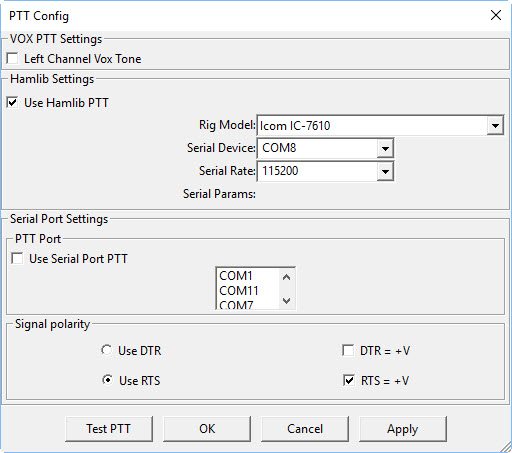 PTT Config
VOX PTT Settings
Left Channel Vox Tone
Hamlib Settings
Use Hamlib PTT
Rig Model: Icom IC-7610
Serial Device: COM8
Serial Rate: 115200
Serial Params:
Serial Port Settings
PTT Port
Use Serial Port PTT
COM1
COM11
COM7
Signal polarity
Use DTR DTR = +V
Use RTS RTS = +V
Test PTT OK Cancel Apply